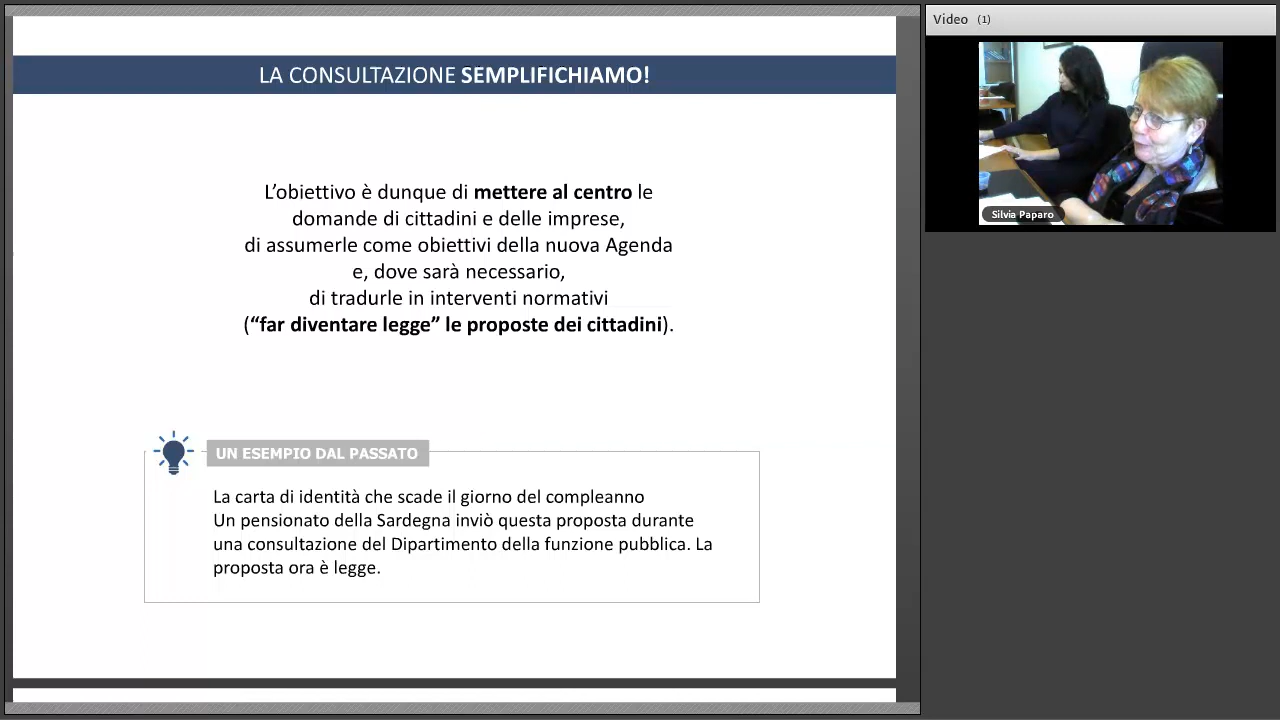 LA CONSULTAZIONE SEMPLIFICHIAMO!
L'obiettivo è dunque di mettere al centro le
domande di cittadini e delle imprese,
di assumerle come obiettivi della nuova Agenda
e, dove sarà necessario,
di tradurle in interventi normativi
(“far diventare legge” le proposte dei cittadini).
UN ESEMPIO DAL PASSATO
La carta di identità che scade il giorno del compleanno
Un pensionato della Sardegna inviò questa proposta durante
una consultazione del Dipartimento della funzione pubblica. La
proposta ora è legge.
Video (1)
Silvia Paparo